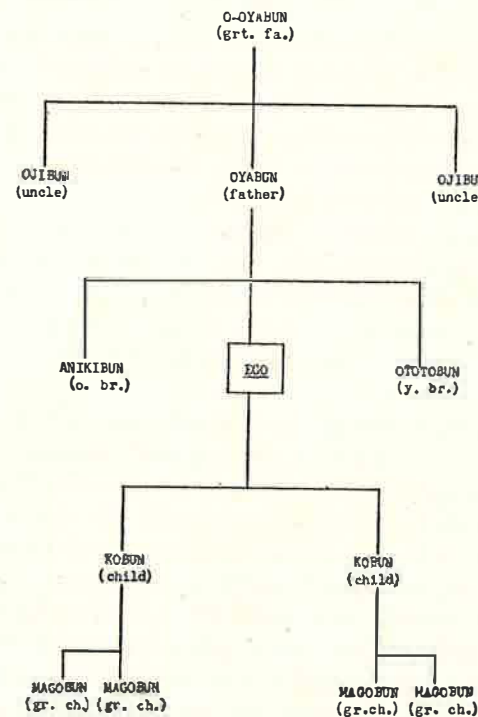 O-OYABUN
(grt. fa.)
OJIBUN
(uncle)
OYABUN
(father)
OJIBUN
(uncle
ANIKIBUN
(o. br.)
EGO
OTOTOBUN
(y. br.)
KOBUN
(child)
KOBUN
(child)
MAGOBUN
(gr. ch.)
MAGOBUN
(gr. ch.)
MAGOBUN
(gr.ch.)
MAGOBUN
(gr. ch.)